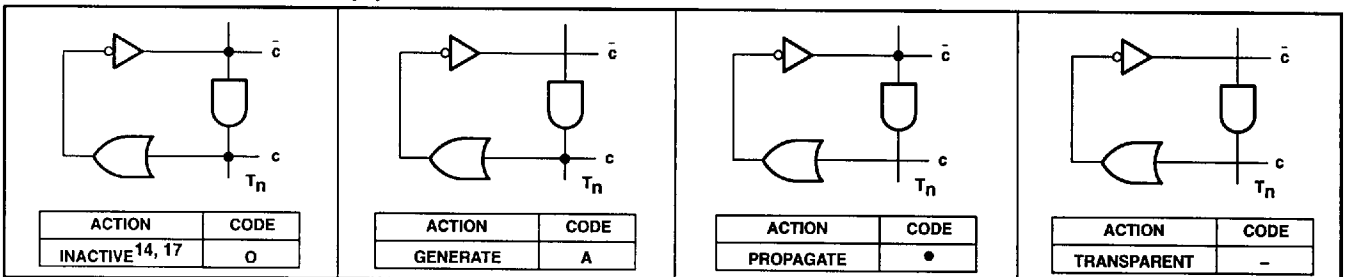 c̄
c
Tn
ACTION CODE
INACTIVE14, 17 O
c̄
c
Tn
ACTION CODE
GENERATE A
c̄
c
Tn
ACTION CODE
PROPAGATE •
c̄
c
Tn
ACTION CODE
TRANSPARENT –